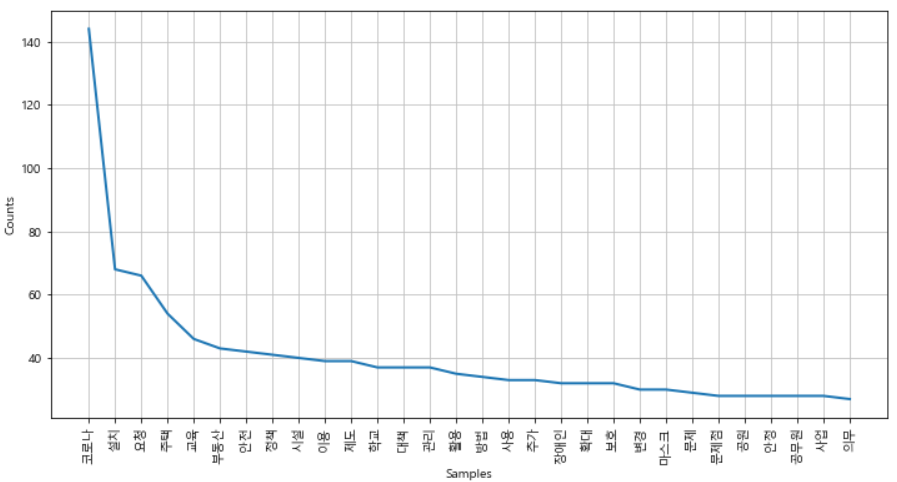 140
120
100
80
60
40
Counts
코로나
설치
요청
주택
교육
부동산
안전
정책
시설
이용
제도
학교
대책
관리
활용
방법
사용
추가
장애인
확대
보호
변경
마스크
문제
문제점
공원
안정
공무원
사업
의무
Samples